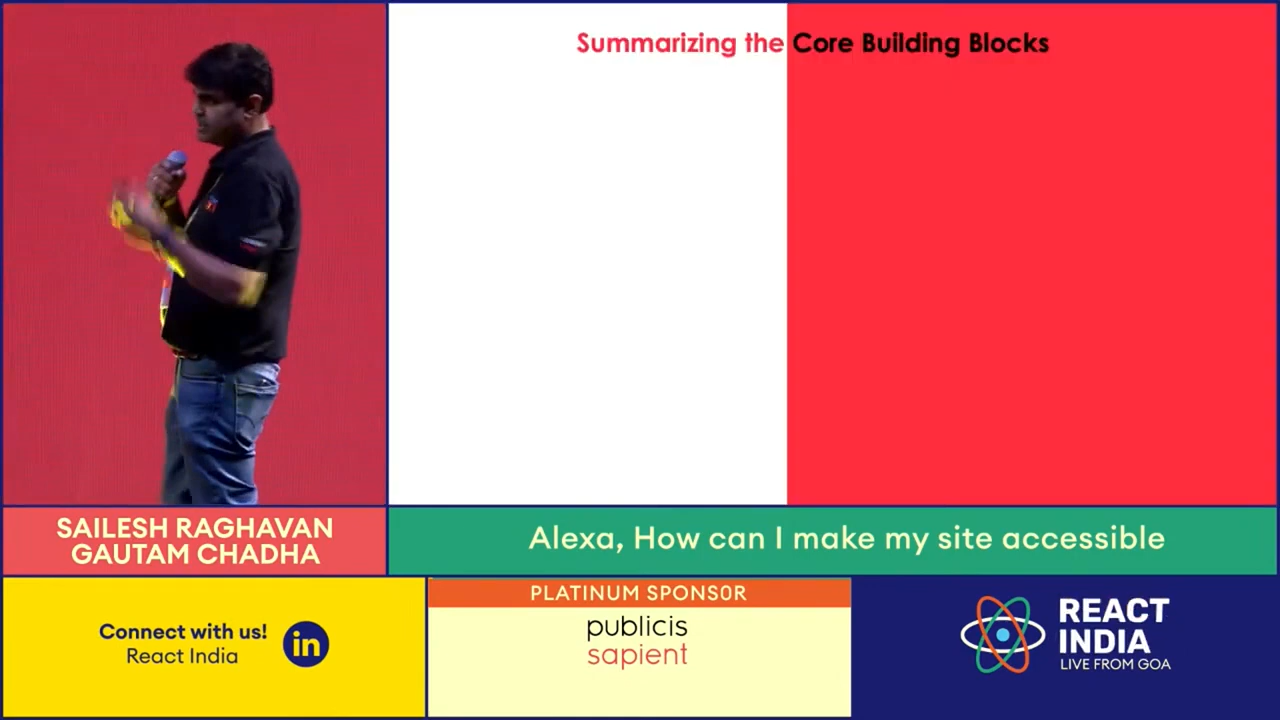 Summarizing the Core Building Blocks
SAILESH RAGHAVAN
GAUTAM CHADHA
Alexa, How can I make my site accessible
Connect with us!
React India
in
PLATINUM SPONSOR
publicis
sapient
REACT
INDIA
LIVE FROM GOA